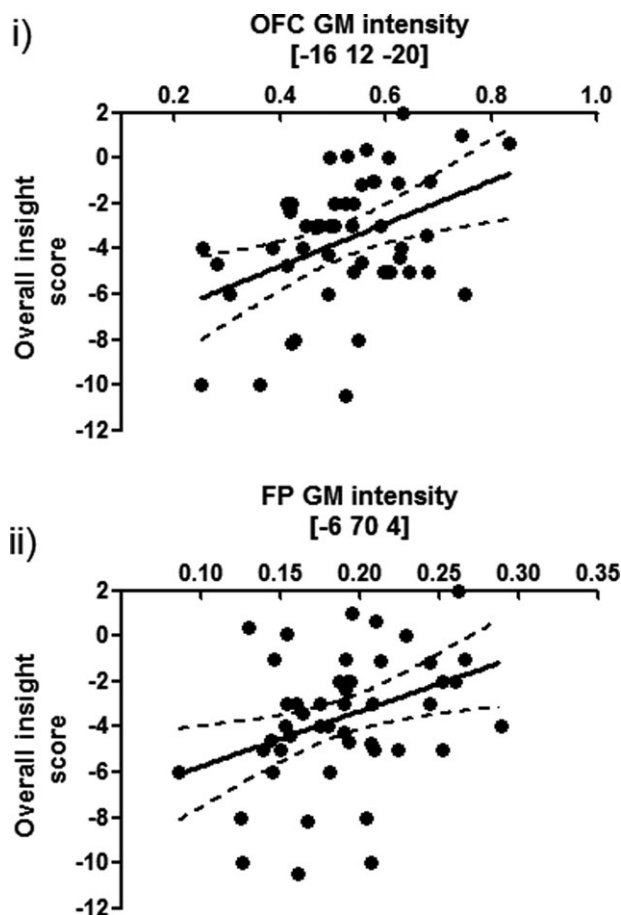 i)
OFC GM intensity
[-16 12 -20]
0.2 0.4 0.6 0.8 1.0
2
0
-2
-4
-6
-8
-10
-12
Overall insight
score
ii)
FP GM intensity
[-6 70 4]
0.10 0.15 0.20 0.25 0.30 0.35
2
0
-2
-4
-6
-8
-10
-12
Overall insight
score